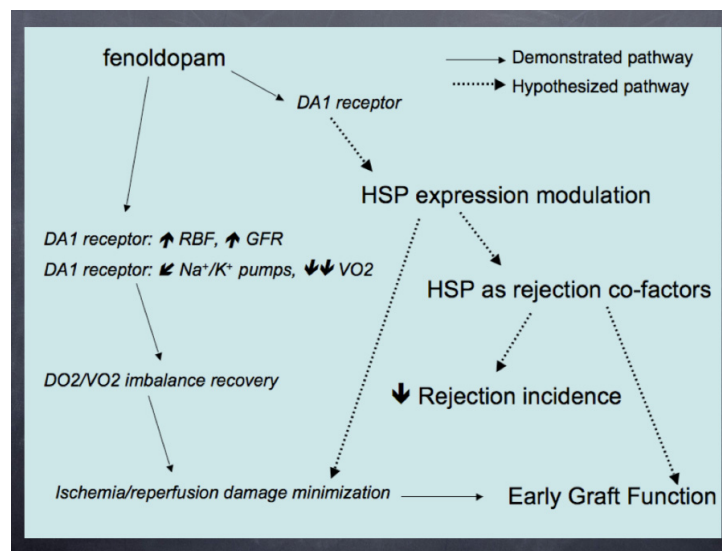 fenoldopam
Demonstrated pathway
Hypothesized pathway
DA1 receptor
HSP expression modulation
DA1 receptor: ↑ RBF, ↑ GFR
DA1 receptor: ↙ Na⁺/K⁺ pumps, ↓↓ VO2
HSP as rejection co-factors
DO2/VO2 imbalance recovery
↓ Rejection incidence
Ischemia/reperfusion damage minimization
Early Graft Function